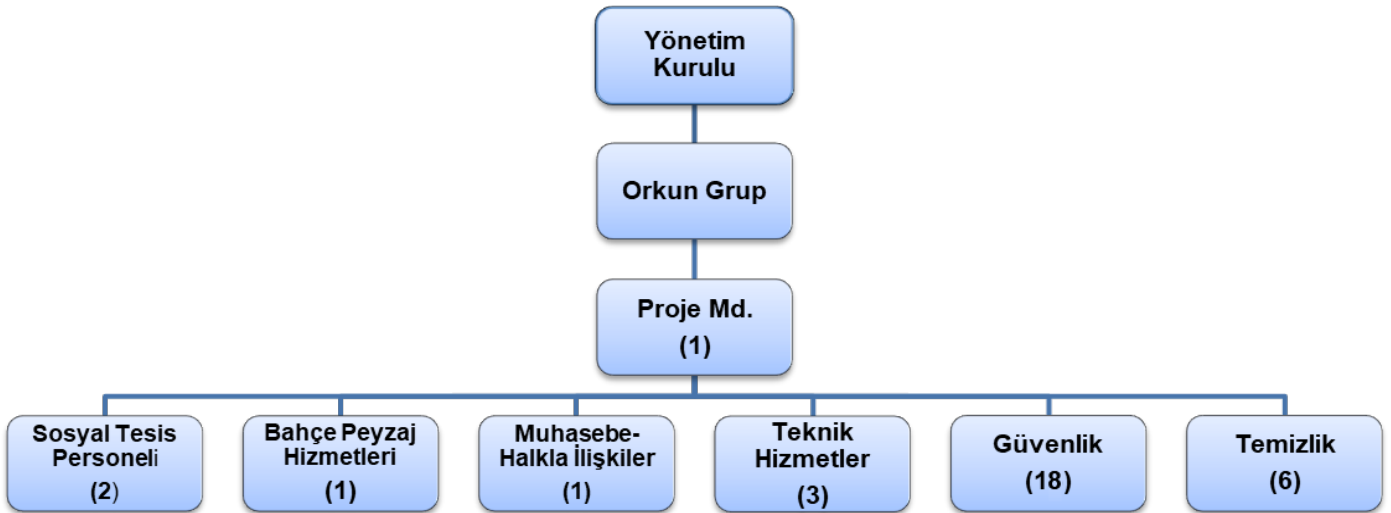 Yönetim
Kurulu
Orkun Grup
Proje Md.
(1)
Sosyal Tesis
Personeli
(2)
Bahçe Peyzaj
Hizmetleri
(1)
Muhasebe-
Halkla İlişkiler
(1)
Teknik
Hizmetler
(3)
Güvenlik
(18)
Temizlik
(6)